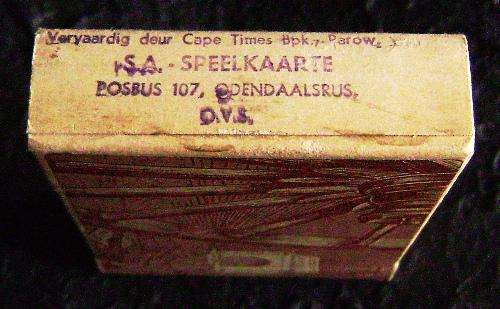 Vervaardig deur Cape Times Bpk., Parow,
S.A. - SPEELKAARTE
POSBUS 107, ODENDAALSRUS,
O.V.S.